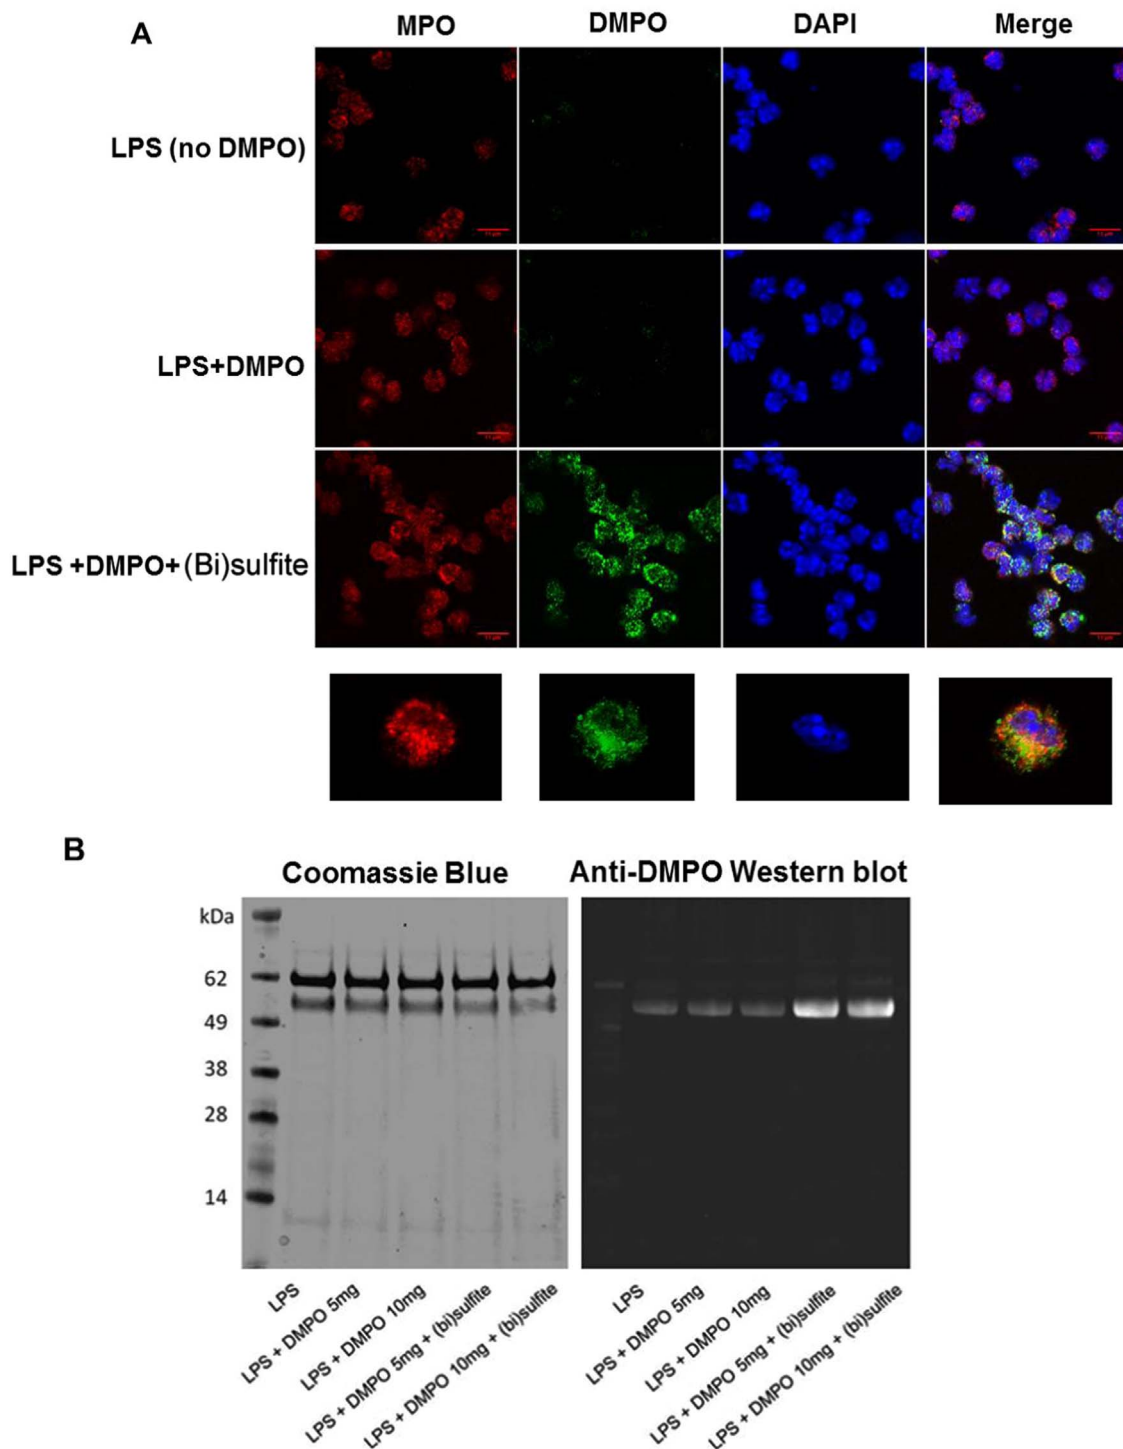 A
MPO DMPO DAPI Merge
LPS (no DMPO)
LPS+DMPO
LPS +DMPO+(Bi)sulfite
B
Coomassie Blue Anti-DMPO Western blot
kDa
62
49
38
28
14
LPS
LPS + DMPO 5mg
LPS + DMPO 10mg
LPS + DMPO 5mg + (bi)sulfite
LPS + DMPO 10mg + (bi)sulfite
LPS
LPS + DMPO 5mg
LPS + DMPO 10mg
LPS + DMPO 5mg + (bi)sulfite
LPS + DMPO 10mg + (bi)sulfite